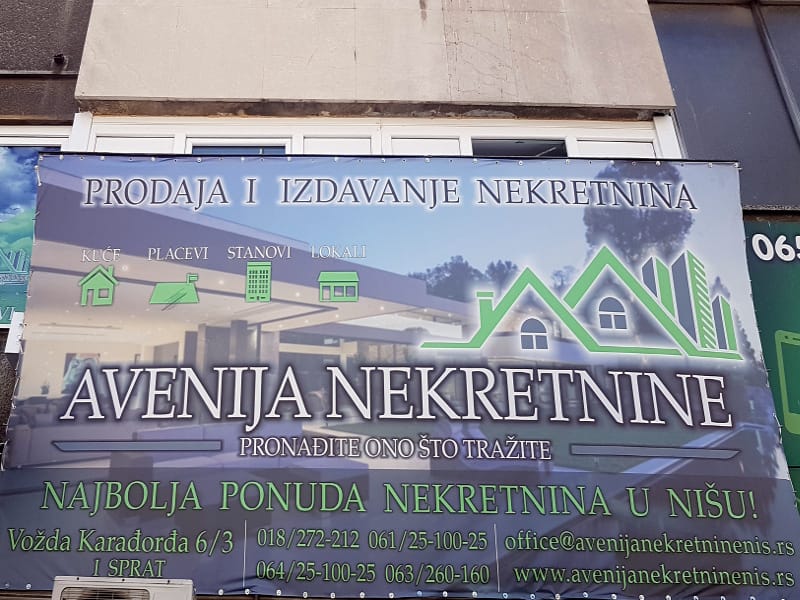 PRODAJA I IZDAVANJE NEKRETNINA
KUĆE PLACEVI STANOVI LOKALI
AVENIJA NEKRETNINE
PRONAĐITE ONO ŠTO TRAŽITE
NAJBOLJA PONUDA NEKRETNINA U NIŠU!
Vožda Karađorđa 6/3
I SPRAT
018/272-212 061/25-100-25
064/25-100-25 063/260-160
office@avenijanekretninenis.rs
www.avenijanekretninenis.rs
065